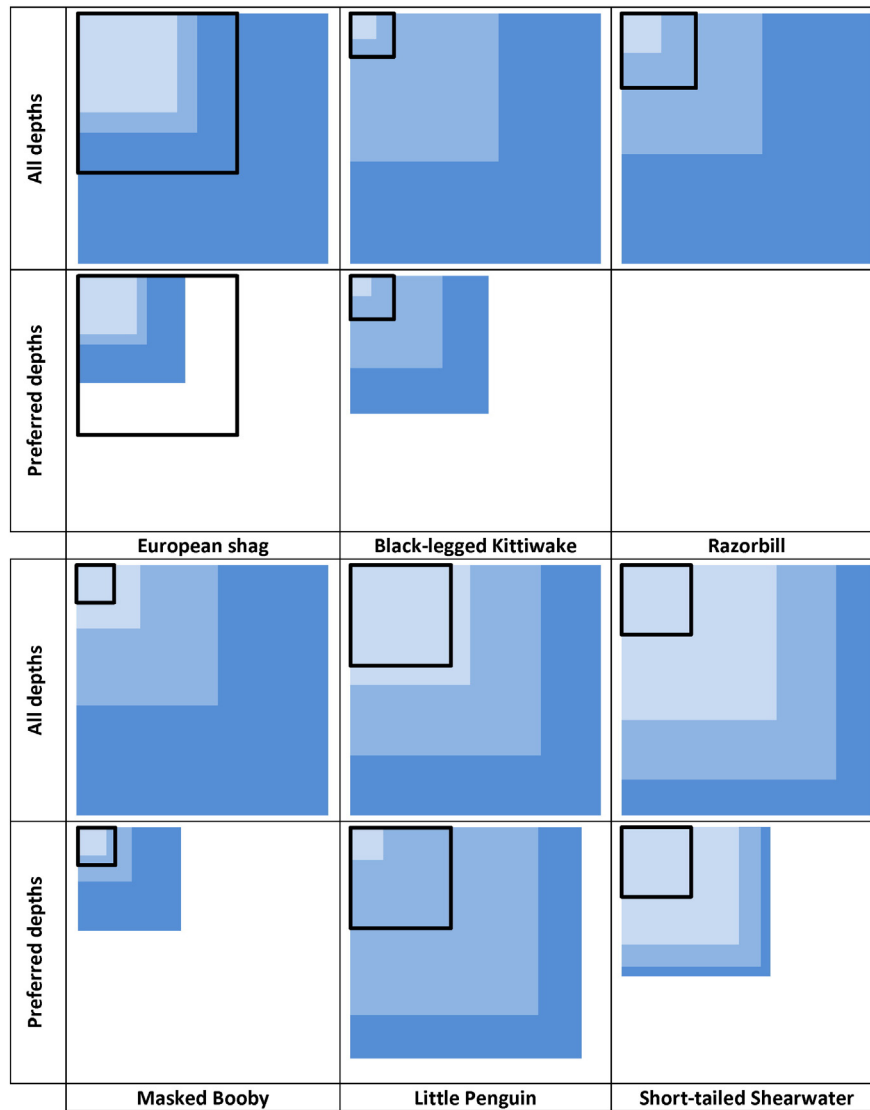 All depths
Preferred depths
European shag
Black-legged Kittiwake
Razorbill
All depths
Preferred depths
Masked Booby
Little Penguin
Short-tailed Shearwater